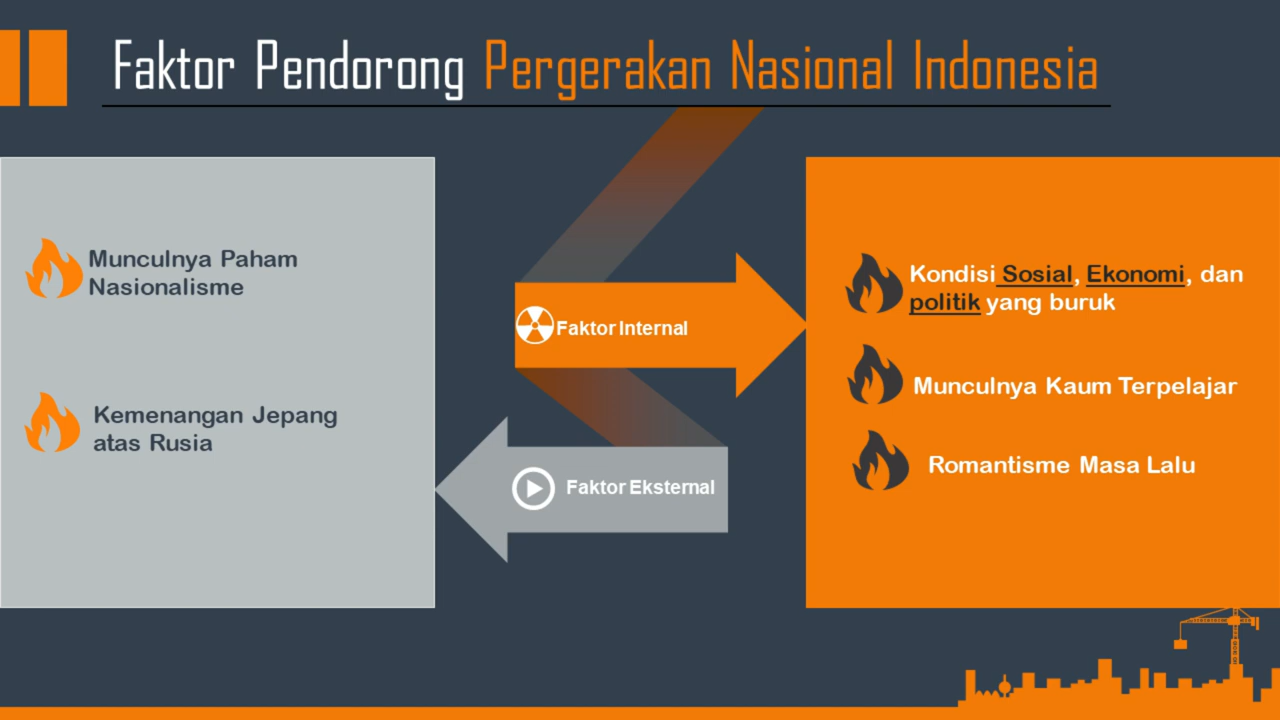 Faktor Pendorong Pergerakan Nasional Indonesia
Munculnya Paham
Nasionalisme
Kemenangan Jepang
atas Rusia
Faktor Internal
Faktor Eksternal
Kondisi Sosial, Ekonomi, dan
politik yang buruk
Munculnya Kaum Terpelajar
Romantisme Masa Lalu